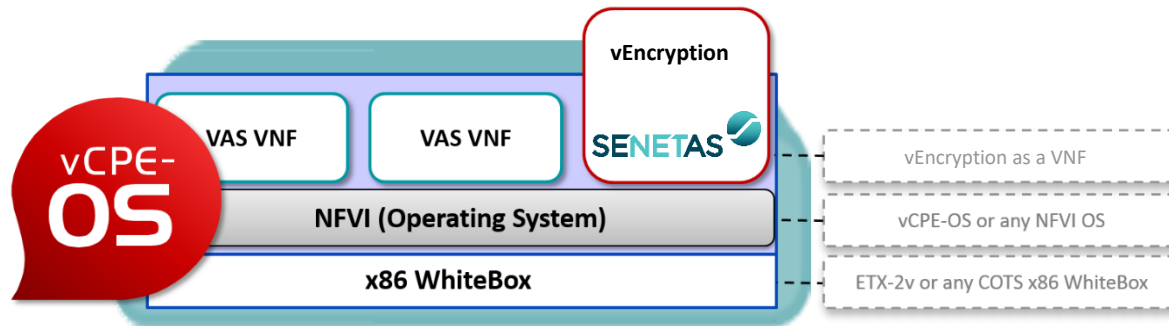 vEncryption
SENETAS
VAS VNF
VAS VNF
vEncryption as a VNF
vCPE-
OS
NFVI (Operating System)
vCPE-OS or any NFVI OS
x86 WhiteBox
ETX-2v or any COTS x86 WhiteBox